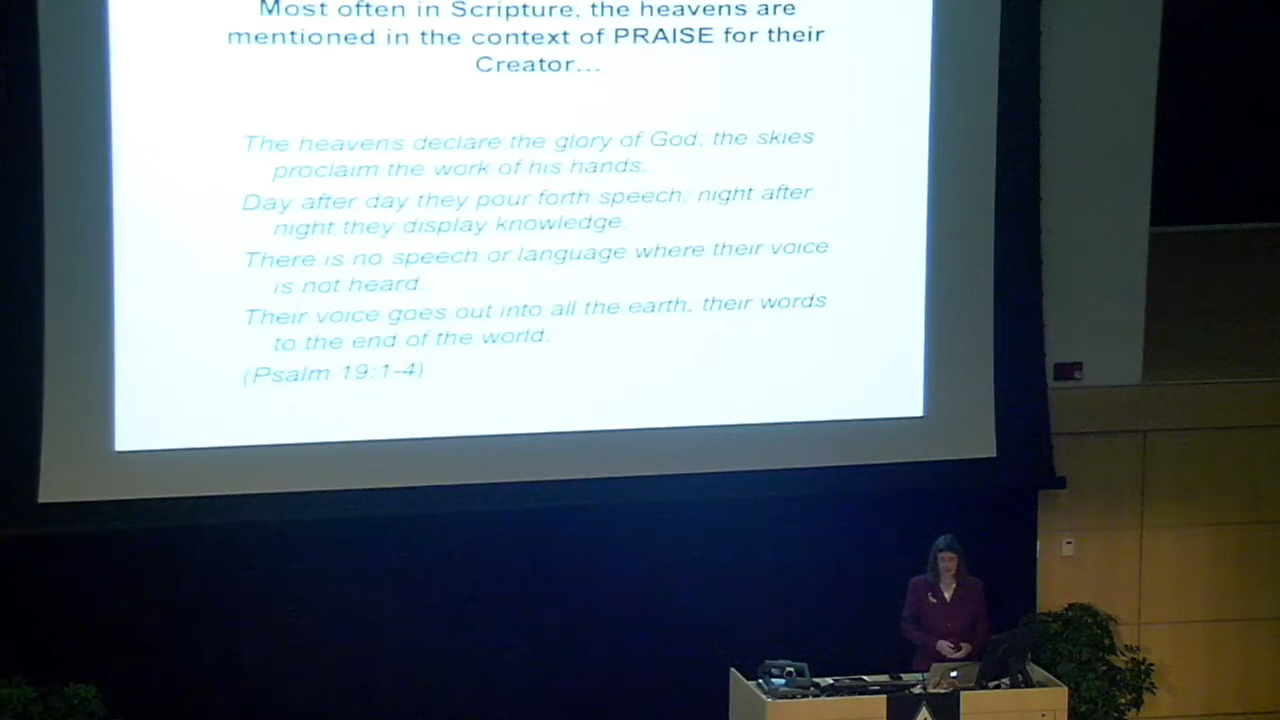 Most often in Scripture, the heavens are
mentioned in the context of PRAISE for their
Creator...
The heavens declare the glory of God; the skies
proclaim the work of his hands.
Day after day they pour forth speech; night after
night they display knowledge.
There is no speech or language where their voice
is not heard.
Their voice goes out into all the earth, their words
to the end of the world.
(Psalm 19:1-4)